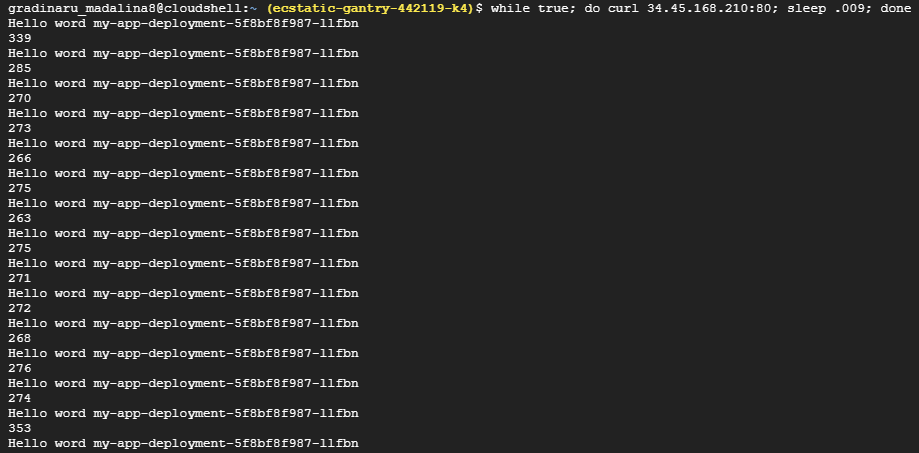 gradinaru_madalina8@cloudshell:~ (ecstatic-gantry-442119-k4)$ while true; do curl 34.45.168.210:80; sleep .009; done
Hello word my-app-deployment-5f8bf8f987-llfbn
339
Hello word my-app-deployment-5f8bf8f987-llfbn
285
Hello word my-app-deployment-5f8bf8f987-llfbn
270
Hello word my-app-deployment-5f8bf8f987-llfbn
273
Hello word my-app-deployment-5f8bf8f987-llfbn
266
Hello word my-app-deployment-5f8bf8f987-llfbn
275
Hello word my-app-deployment-5f8bf8f987-llfbn
263
Hello word my-app-deployment-5f8bf8f987-llfbn
275
Hello word my-app-deployment-5f8bf8f987-llfbn
271
Hello word my-app-deployment-5f8bf8f987-llfbn
272
Hello word my-app-deployment-5f8bf8f987-llfbn
268
Hello word my-app-deployment-5f8bf8f987-llfbn
276
Hello word my-app-deployment-5f8bf8f987-llfbn
274
Hello word my-app-deployment-5f8bf8f987-llfbn
353
Hello word my-app-deployment-5f8bf8f987-llfbn